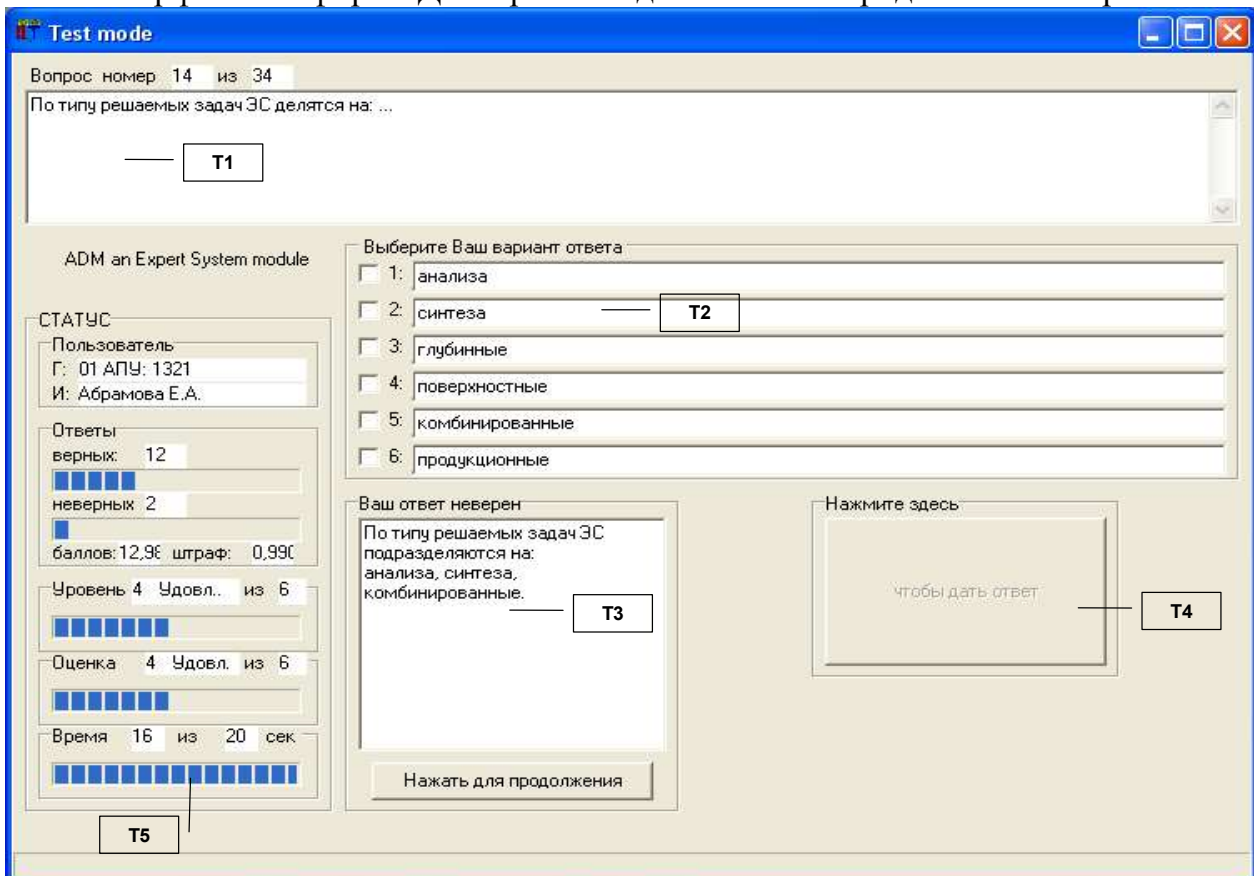 Test mode
Вопрос номер 14 из 34
По типу решаемых задач ЭС делятся на: ...
T1
ADM an Expert System module
Выберите Ваш вариант ответа
1: анализа
2: синтеза
T2
3: глубинные
4: поверхностные
5: комбинированные
6: продукционные
СТАТУС
Пользователь
Г: 01 АПУ: 1321
И: Абрамова Е.А.
Ответы
верных: 12
неверных 2
баллов: 12,98 штраф: 0,990
Уровень 4 Удовл.. из 6
Оценка 4 Удовл. из 6
Время 16 из 20 сек
T5
Ваш ответ неверен
По типу решаемых задач ЭС
подразделяются на:
анализа, синтеза,
комбинированные.
T3
Нажать для продолжения
Нажмите здесь
чтобы дать ответ
T4